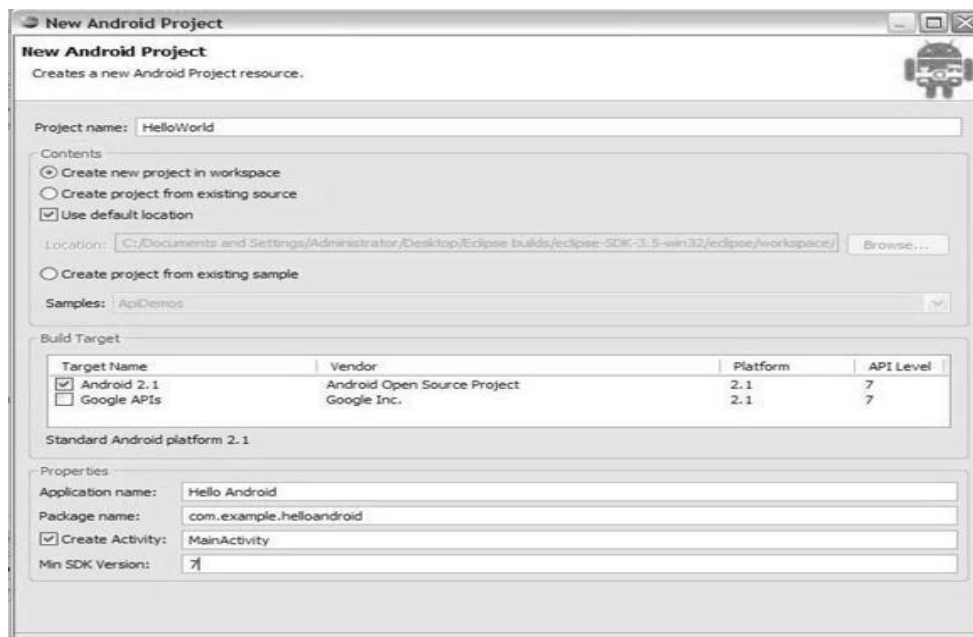 New Android Project
New Android Project
Creates a new Android Project resource.
Project name: HelloWorld
Contents
Create new project in workspace
Create project from existing source
Use default location
Location: C:/Documents and Settings/Administrator/Desktop/Eclipse builds/eclipse-SDK-3.5-win32/eclipse/workspace/ Browse...
Create project from existing sample
Samples: ApiDemos
Build Target
Target Name Vendor Platform API Level
Android 2.1 Android Open Source Project 2.1 7
Google APIs Google Inc. 2.1 7
Standard Android platform 2.1
Properties
Application name: Hello Android
Package name: com.example.helloandroid
Create Activity: MainActivity
Min SDK Version: 7